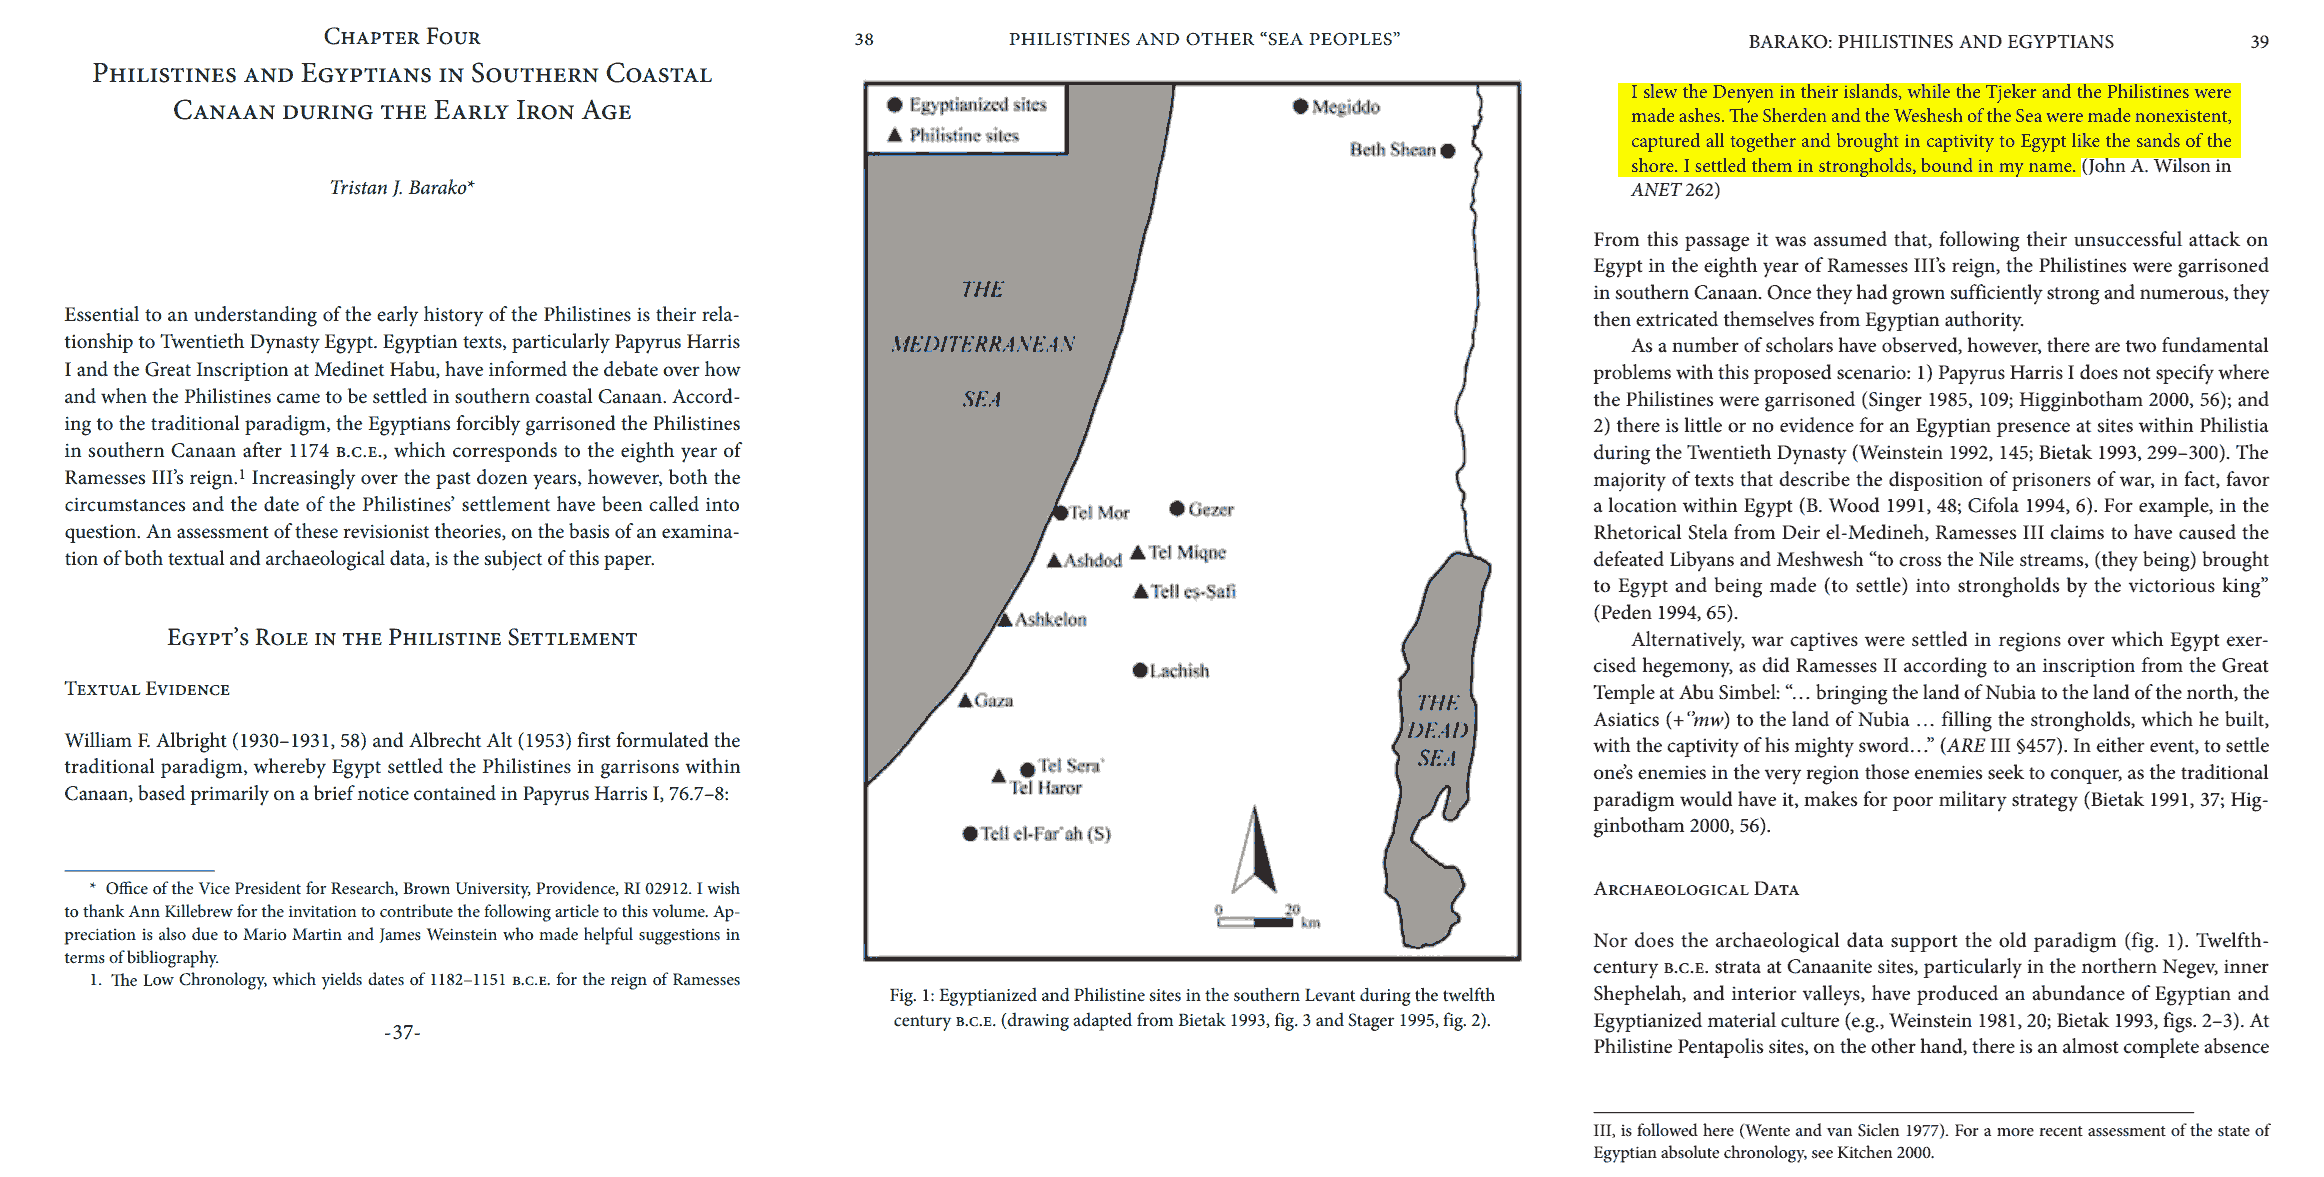 CHAPTER FOUR
PHILISTINES AND EGYPTIANS IN SOUTHERN COASTAL
CANAAN DURING THE EARLY IRON AGE
Tristan J. Barako*
Essential to an understanding of the early history of the Philistines is their rela-
tionship to Twentieth Dynasty Egypt. Egyptian texts, particularly Papyrus Harris
I and the Great Inscription at Medinet Habu, have informed the debate over how
and when the Philistines came to be settled in southern coastal Canaan. Accord-
ing to the traditional paradigm, the Egyptians forcibly garrisoned the Philistines
in southern Canaan after 1174 B.C.E., which corresponds to the eighth year of
Ramesses III’s reign.¹ Increasingly over the past dozen years, however, both the
circumstances and the date of the Philistines’ settlement have been called into
question. An assessment of these revisionist theories, on the basis of an examina-
tion of both textual and archaeological data, is the subject of this paper.
EGYPT’S ROLE IN THE PHILISTINE SETTLEMENT
TEXTUAL EVIDENCE
William F. Albright (1930–1931, 58) and Albrecht Alt (1953) first formulated the
traditional paradigm, whereby Egypt settled the Philistines in garrisons within
Canaan, based primarily on a brief notice contained in Papyrus Harris I, 76.7–8:
* Office of the Vice President for Research, Brown University, Providence, RI 02912. I wish
to thank Ann Killebrew for the invitation to contribute the following article to this volume. Ap-
preciation is also due to Mario Martin and James Weinstein who made helpful suggestions in
terms of bibliography.
1. The Low Chronology, which yields dates of 1182–1151 B.C.E. for the reign of Ramesses
-37-
38 PHILISTINES AND OTHER “SEA PEOPLES”
Egyptianized sites
Philistine sites
Megiddo
Beth Shean
THE
MEDITERRANEAN
SEA
Tel Mor
Gezer
Ashdod
Tel Miqne
Tell eṣ-Safi
Ashkelon
Lachish
Gaza
THE
DEAD
SEA
Tel Seraʿ
Tel Haror
Tell el-Farʿah (S)
0 20
km
Fig. 1: Egyptianized and Philistine sites in the southern Levant during the twelfth
century B.C.E. (drawing adapted from Bietak 1993, fig. 3 and Stager 1995, fig. 2).
BARAKO: PHILISTINES AND EGYPTIANS 39
I slew the Denyen in their islands, while the Tjeker and the Philistines were
made ashes. The Sherden and the Weshesh of the Sea were made nonexistent,
captured all together and brought in captivity to Egypt like the sands of the
shore. I settled them in strongholds, bound in my name. (John A. Wilson in
ANET 262)
From this passage it was assumed that, following their unsuccessful attack on
Egypt in the eighth year of Ramesses III’s reign, the Philistines were garrisoned
in southern Canaan. Once they had grown sufficiently strong and numerous, they
then extricated themselves from Egyptian authority.
As a number of scholars have observed, however, there are two fundamental
problems with this proposed scenario: 1) Papyrus Harris I does not specify where
the Philistines were garrisoned (Singer 1985, 109; Higginbotham 2000, 56); and
2) there is little or no evidence for an Egyptian presence at sites within Philistia
during the Twentieth Dynasty (Weinstein 1992, 145; Bietak 1993, 299–300). The
majority of texts that describe the disposition of prisoners of war, in fact, favor
a location within Egypt (B. Wood 1991, 48; Cifola 1994, 6). For example, in the
Rhetorical Stela from Deir el-Medineh, Ramesses III claims to have caused the
defeated Libyans and Meshwesh “to cross the Nile streams, (they being) brought
to Egypt and being made (to settle) into strongholds by the victorious king”
(Peden 1994, 65).
Alternatively, war captives were settled in regions over which Egypt exer-
cised hegemony, as did Ramesses II according to an inscription from the Great
Temple at Abu Simbel: “… bringing the land of Nubia to the land of the north, the
Asiatics (+ʿʾmw) to the land of Nubia … filling the strongholds, which he built,
with the captivity of his mighty sword…” (ARE III §457). In either event, to settle
one’s enemies in the very region those enemies seek to conquer, as the traditional
paradigm would have it, makes for poor military strategy (Bietak 1991, 37; Hig-
ginbotham 2000, 56).
ARCHAEOLOGICAL DATA
Nor does the archaeological data support the old paradigm (fig. 1). Twelfth-
century B.C.E. strata at Canaanite sites, particularly in the northern Negev, inner
Shephelah, and interior valleys, have produced an abundance of Egyptian and
Egyptianized material culture (e.g., Weinstein 1981, 20; Bietak 1993, figs. 2–3). At
Philistine Pentapolis sites, on the other hand, there is an almost complete absence
III, is followed here (Wente and van Siclen 1977). For a more recent assessment of the state of
Egyptian absolute chronology, see Kitchen 2000.